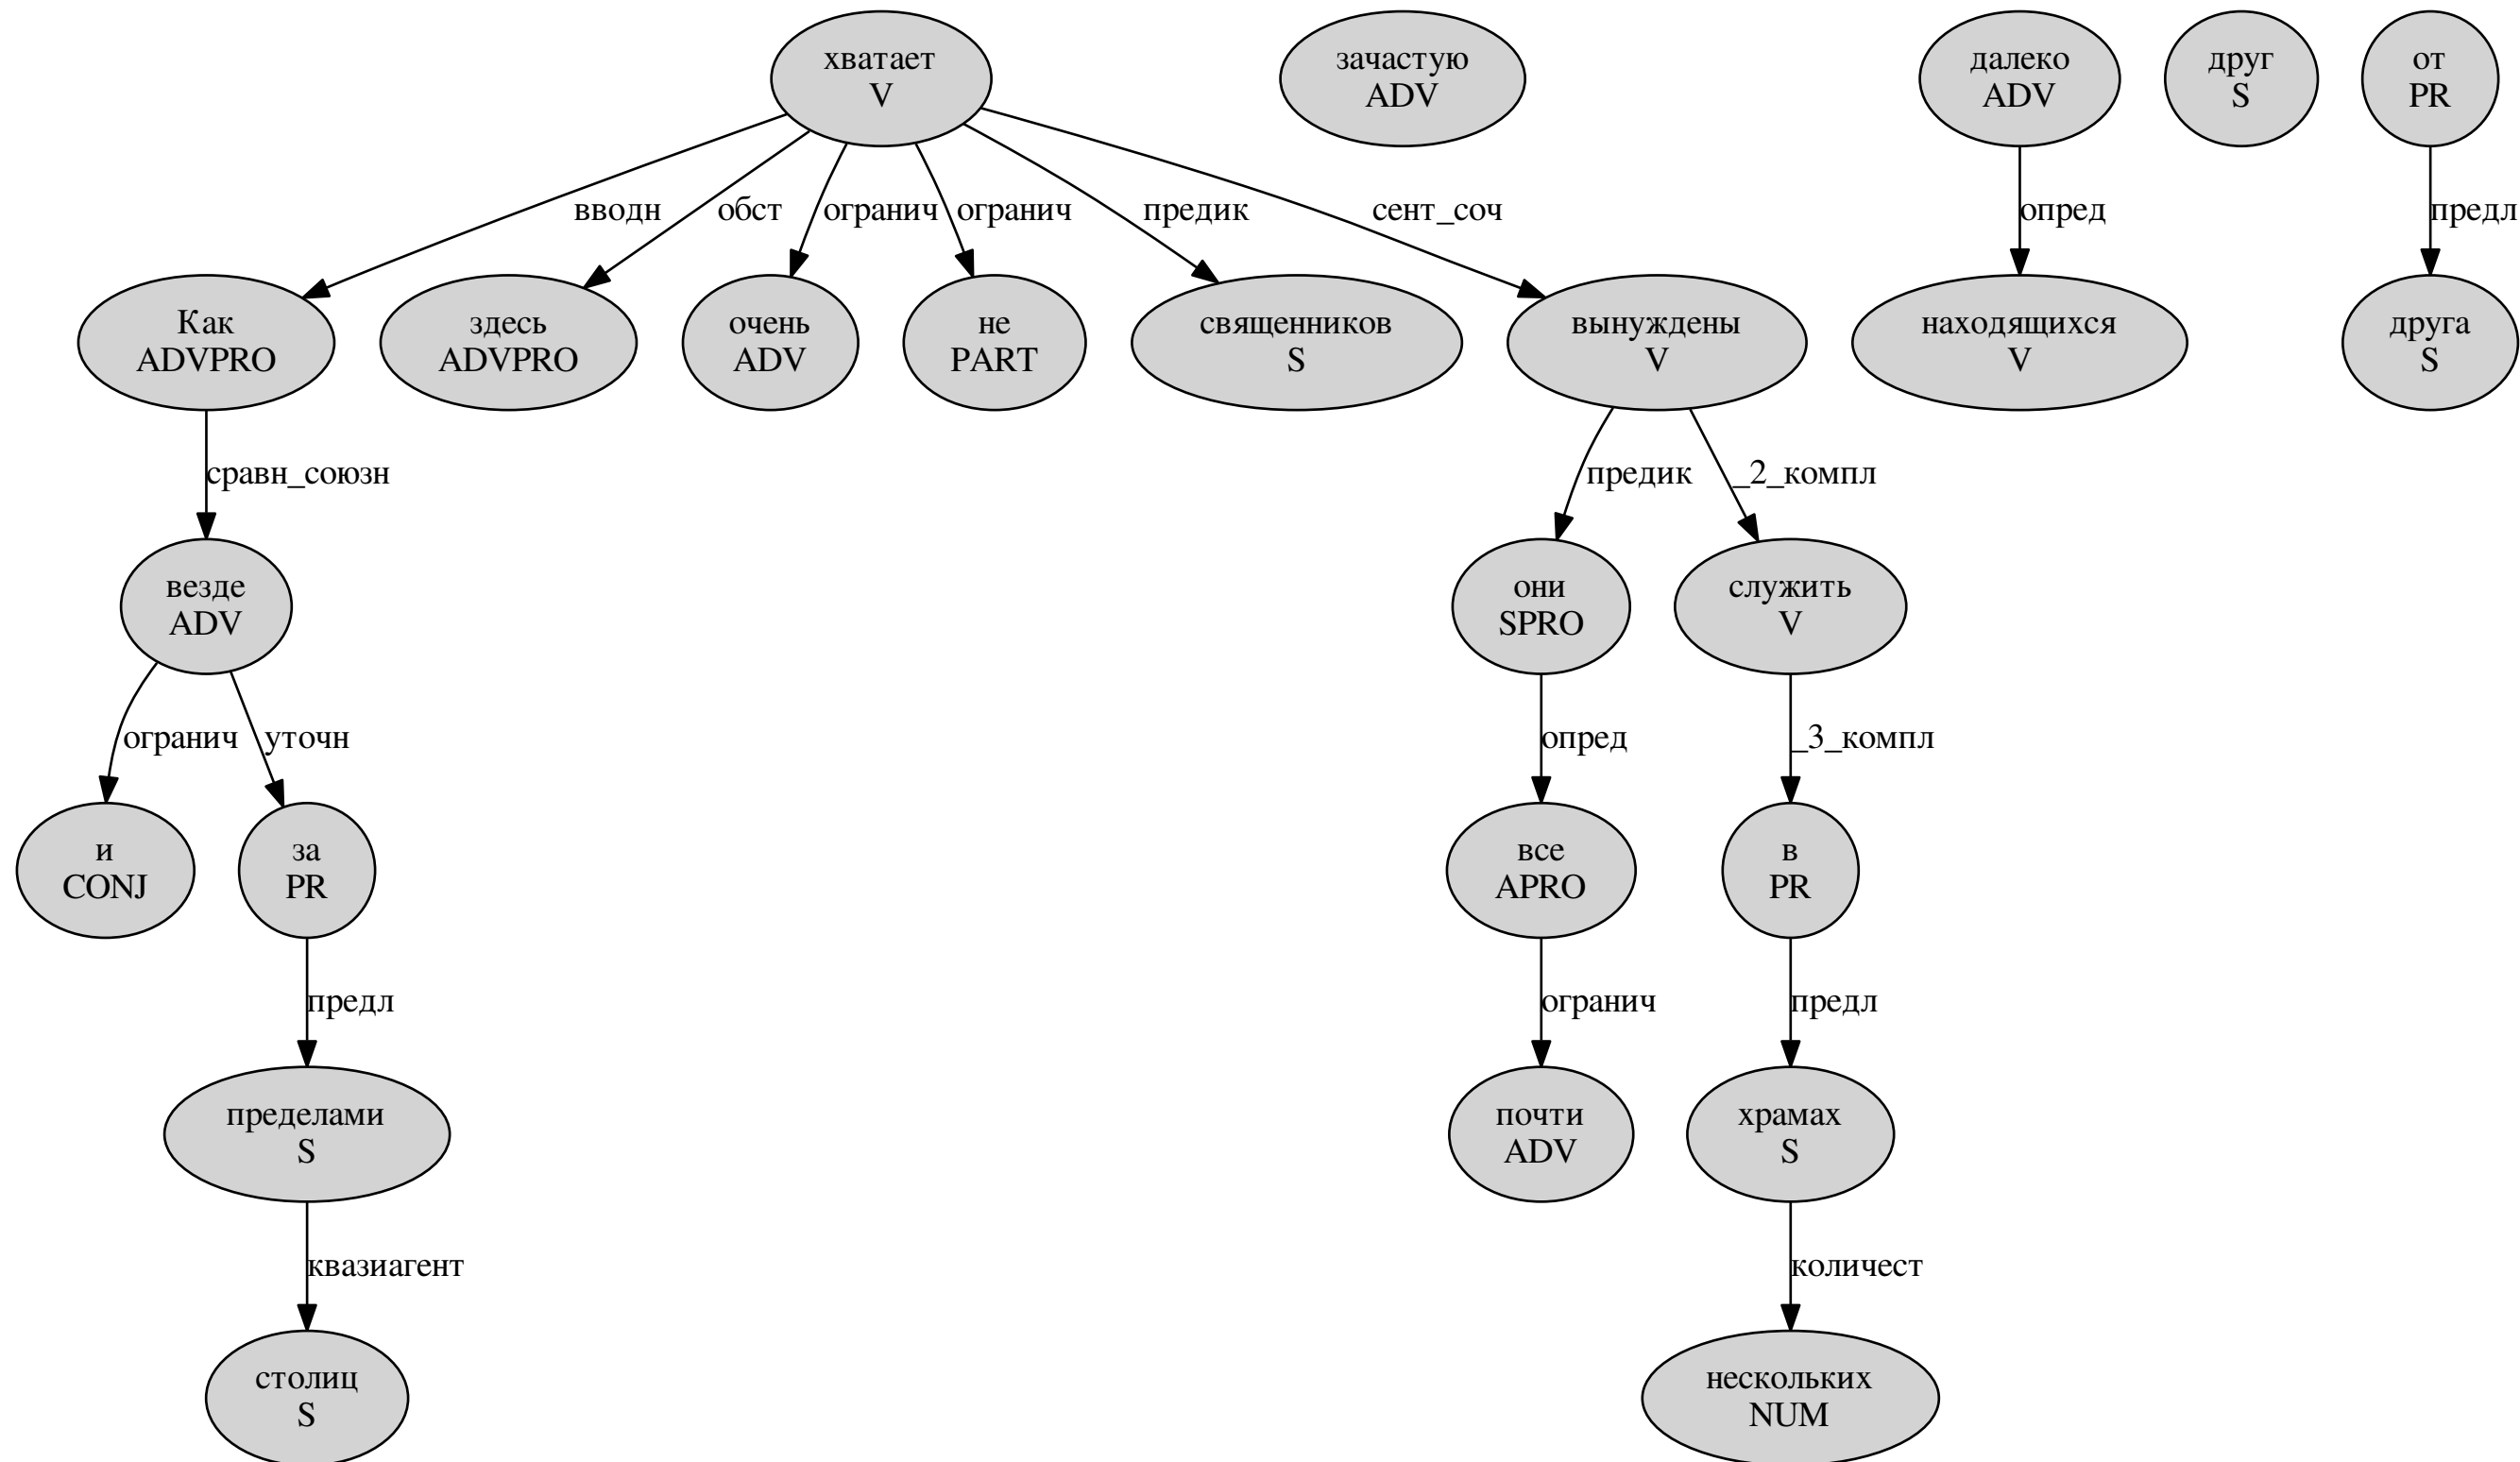 хватает
V
зачастую
ADV
далеко
ADV
друг
S
от
PR
вводн
обст
огранич
огранич
предик
сент_соч
опред
предл
Как
ADVPRO
здесь
ADVPRO
очень
ADV
не
PART
священников
S
вынуждены
V
находящихся
V
друга
S
сравн_союзн
предик
_2_компл
везде
ADV
они
SPRO
служить
V
огранич
уточн
опред
_3_компл
и
CONJ
за
PR
все
APRO
в
PR
предл
огранич
предл
пределами
S
почти
ADV
храмах
S
квазиагент
количест
столиц
S
нескольких
NUM